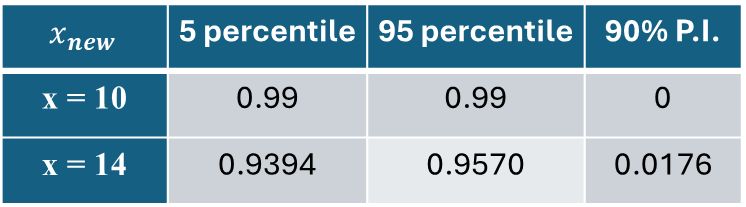 x_new 5 percentile 95 percentile 90% P.I.
x = 10 0.99 0.99 0
x = 14 0.9394 0.9570 0.0176